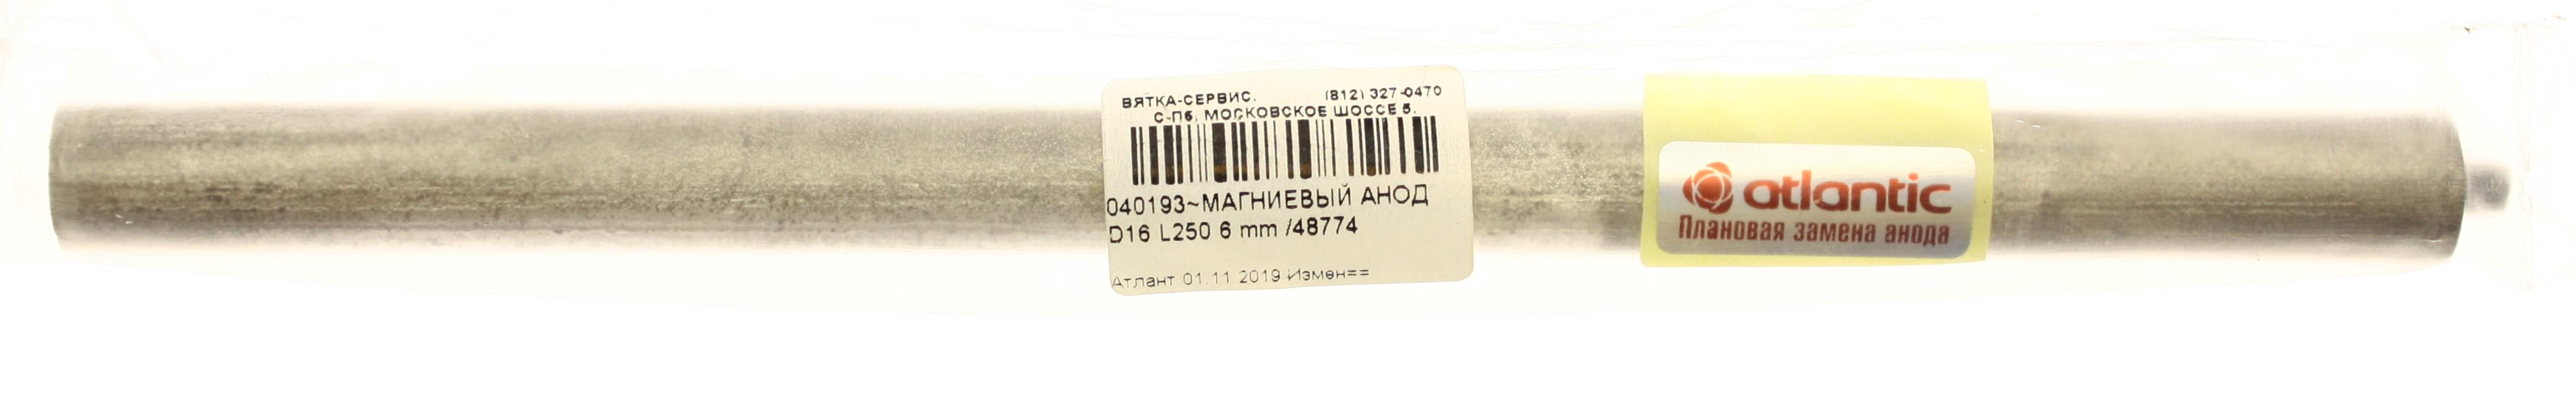 ВЯТКА-СЕРВИС. (812) 327-0470
С-Пб, МОСКОВСКОЕ ШОССЕ 5.
040193~МАГНИЕВЫЙ АНОД
D16 L250 6 mm /48774
Атлант 01.11.2019 Измен==
atlantic
Плановая замена анода